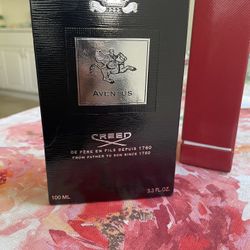 AVENTUS
CREED
DE PÈRE EN FILS DEPUIS 1760
FROM FATHER TO SON SINCE 1760
100 ML
3.3 FL.OZ.